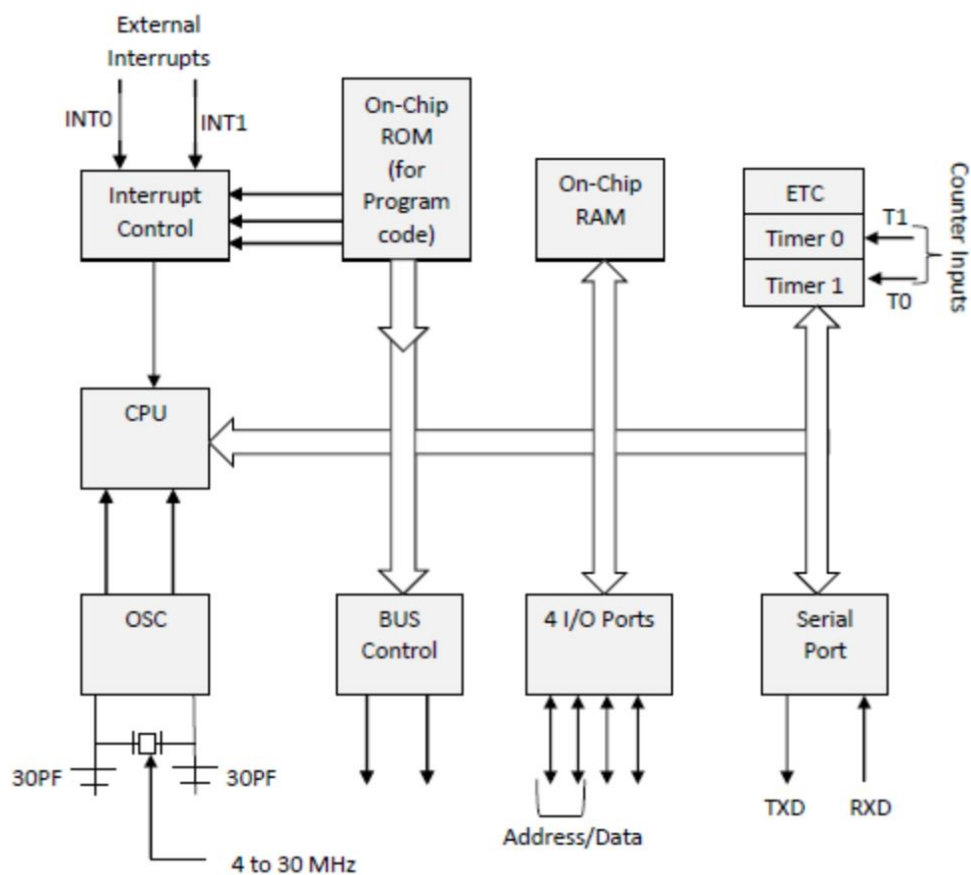 External
Interrupts
INT0
INT1
Interrupt
Control
On-Chip
ROM
(for
Program
code)
On-Chip
RAM
ETC
Timer 0
Timer 1
T1
T0
Counter Inputs
CPU
OSC
BUS
Control
4 I/O Ports
Serial
Port
30PF
30PF
4 to 30 MHz
Address/Data
TXD
RXD